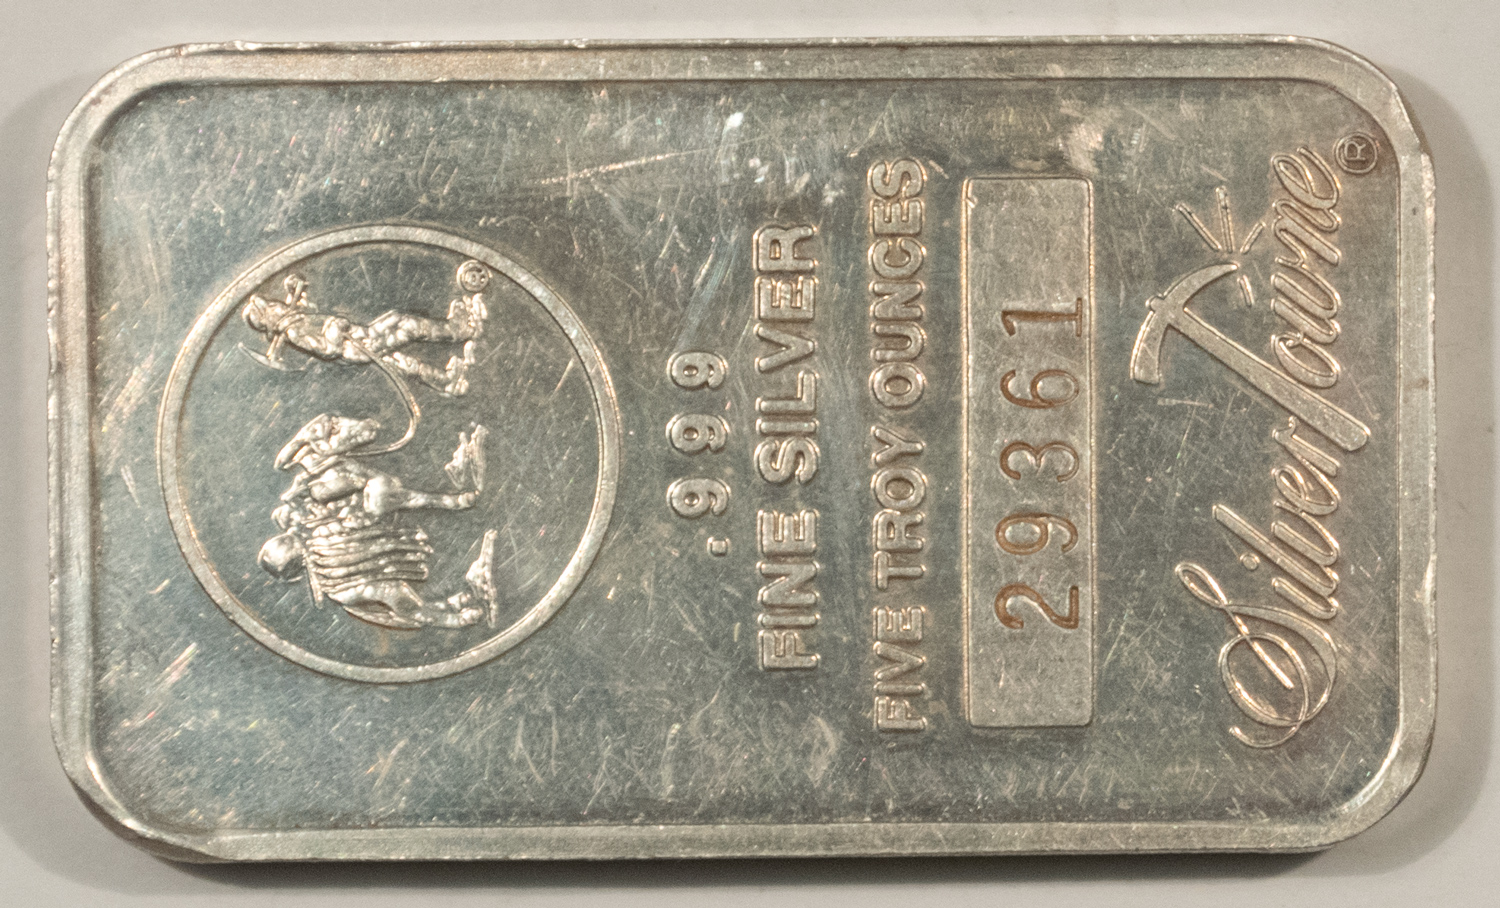 ®
.999
FINE SILVER
FIVE TROY OUNCES
29361
SilverTowne®